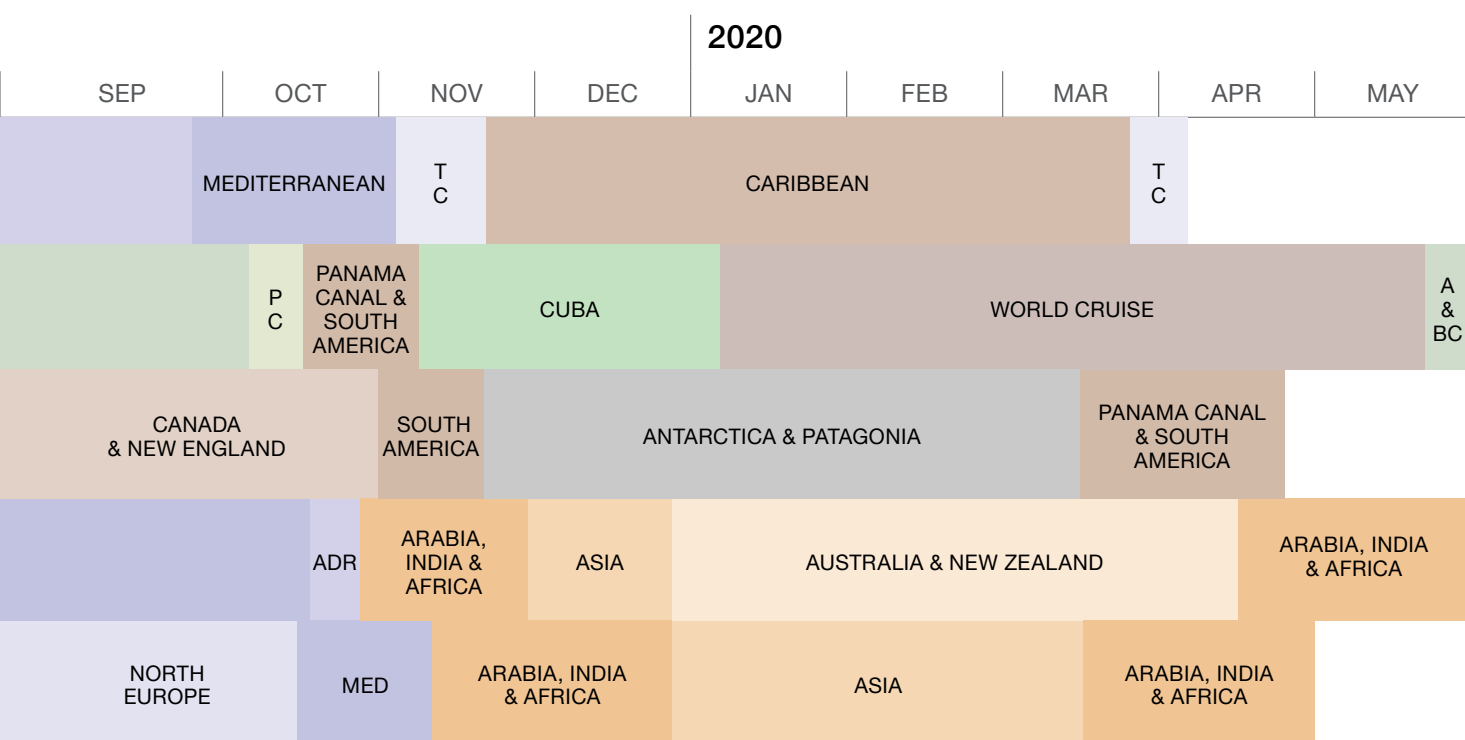 2020
SEP
OCT
NOV
DEC
JAN
FEB
MAR
APR
MAY
MEDITERRANEAN
T
C
CARIBBEAN
T
C
P
C
PANAMA
CANAL &
SOUTH
AMERICA
CUBA
WORLD CRUISE
A
&
BC
CANADA
& NEW ENGLAND
SOUTH
AMERICA
ANTARCTICA & PATAGONIA
PANAMA CANAL
& SOUTH
AMERICA
ADR
ARABIA,
INDIA &
AFRICA
ASIA
AUSTRALIA & NEW ZEALAND
ARABIA, INDIA
& AFRICA
NORTH
EUROPE
MED
ARABIA, INDIA
& AFRICA
ASIA
ARABIA, INDIA
& AFRICA